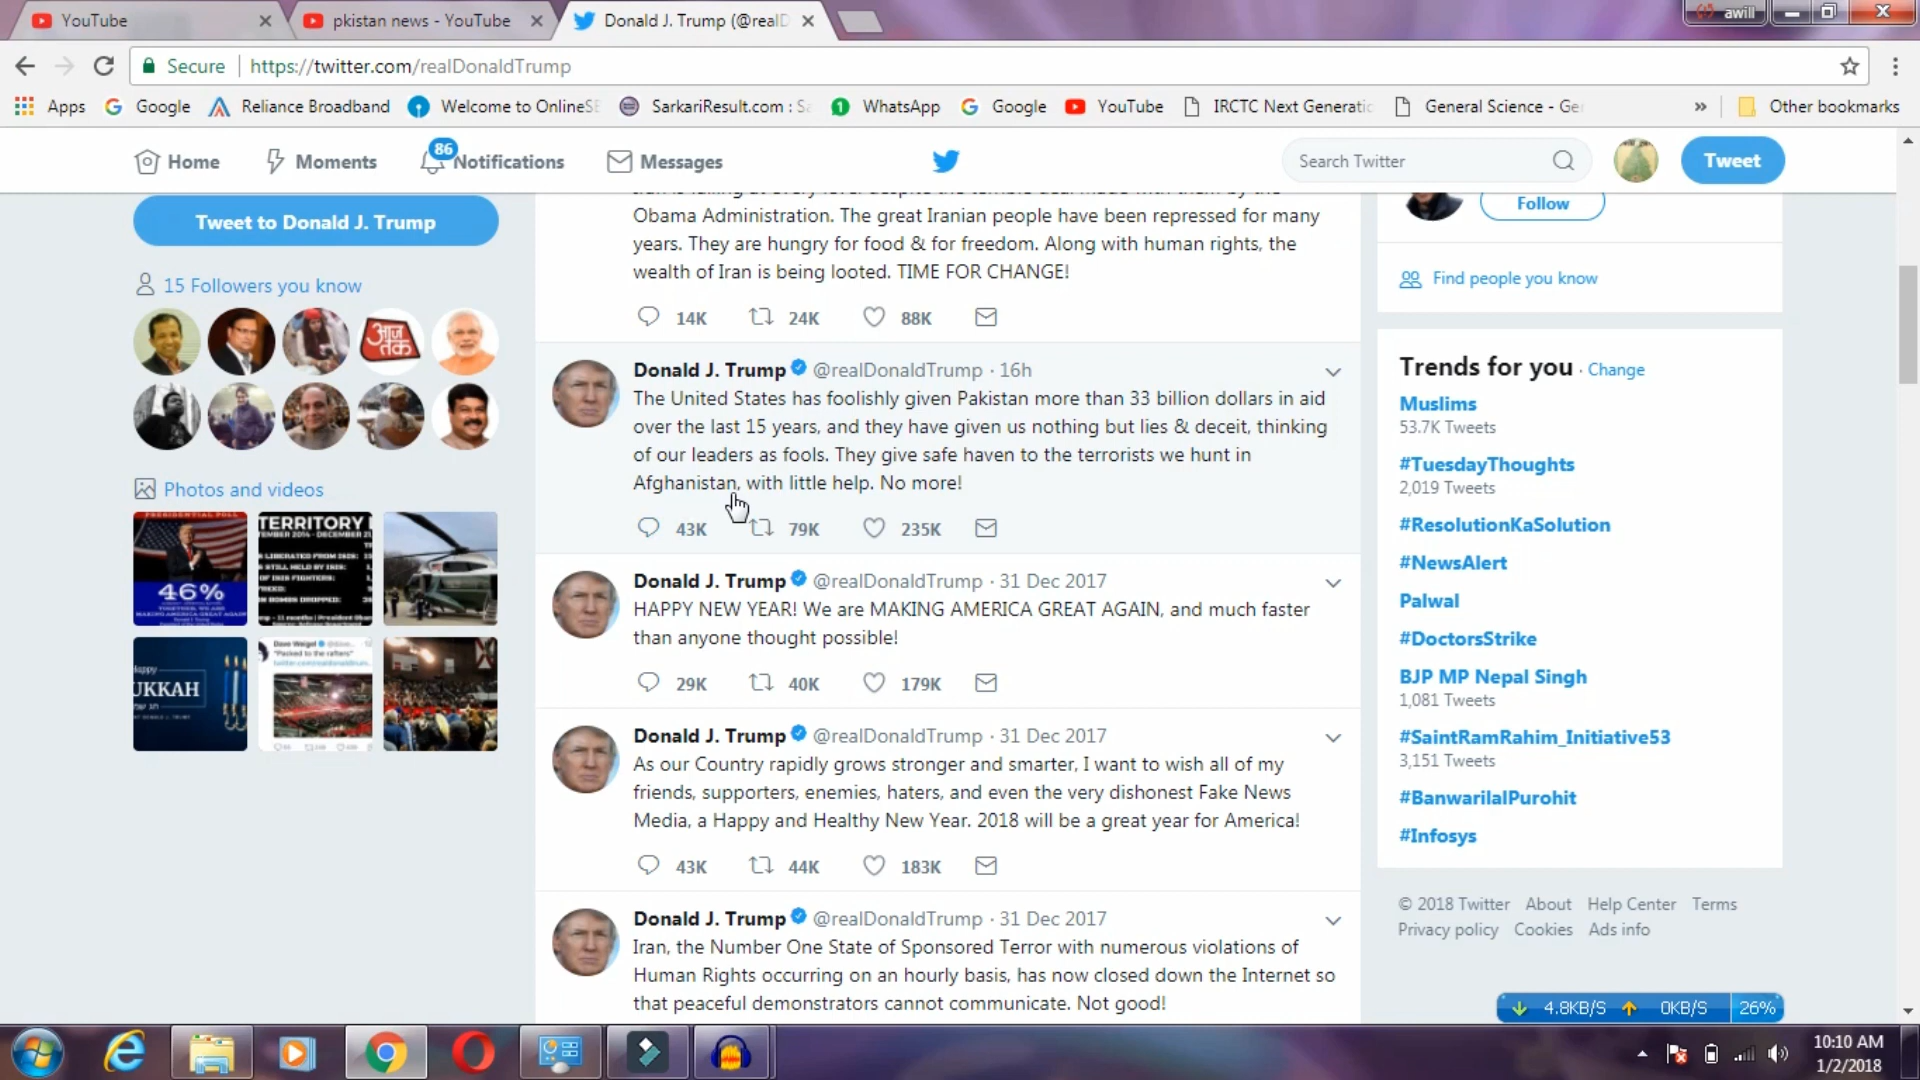 YouTube
pkistan news - YouTube
Donald J. Trump (@realD
awill
Secure
https://twitter.com/realDonaldTrump
Apps
Google
Reliance Broadband
Welcome to OnlineSE
SarkariResult.com : Sa
1
WhatsApp
Google
YouTube
IRCTC Next Generatic
General Science - Ge
»
Other bookmarks
Home
Moments
86
Notifications
Messages
Search Twitter
Tweet
Tweet to Donald J. Trump
15 Followers you know
आज
तक
Photos and videos
PRESIDENTIAL POLL
46%
TERRITORY
Happy
UKKAH
Dave Weigel
"Packed to the rafters"
Obama Administration. The great Iranian people have been repressed for many
years. They are hungry for food & for freedom. Along with human rights, the
wealth of Iran is being looted. TIME FOR CHANGE!
14K
24K
88K
Donald J. Trump @realDonaldTrump · 16h
The United States has foolishly given Pakistan more than 33 billion dollars in aid
over the last 15 years, and they have given us nothing but lies & deceit, thinking
of our leaders as fools. They give safe haven to the terrorists we hunt in
Afghanistan, with little help. No more!
43K
79K
235K
Donald J. Trump @realDonaldTrump · 31 Dec 2017
HAPPY NEW YEAR! We are MAKING AMERICA GREAT AGAIN, and much faster
than anyone thought possible!
29K
40K
179K
Donald J. Trump @realDonaldTrump · 31 Dec 2017
As our Country rapidly grows stronger and smarter, I want to wish all of my
friends, supporters, enemies, haters, and even the very dishonest Fake News
Media, a Happy and Healthy New Year. 2018 will be a great year for America!
43K
44K
183K
Donald J. Trump @realDonaldTrump · 31 Dec 2017
Iran, the Number One State of Sponsored Terror with numerous violations of
Human Rights occurring on an hourly basis, has now closed down the Internet so
that peaceful demonstrators cannot communicate. Not good!
Follow
Find people you know
Trends for you · Change
Muslims
53.7K Tweets
#TuesdayThoughts
2,019 Tweets
#ResolutionKaSolution
#NewsAlert
Palwal
#DoctorsStrike
BJP MP Nepal Singh
1,081 Tweets
#SaintRamRahim_Initiative53
3,151 Tweets
#BanwarilalPurohit
#Infosys
© 2018 Twitter About Help Center Terms
Privacy policy Cookies Ads info
4.8KB/S
0KB/S
26%
10:10 AM
1/2/2018